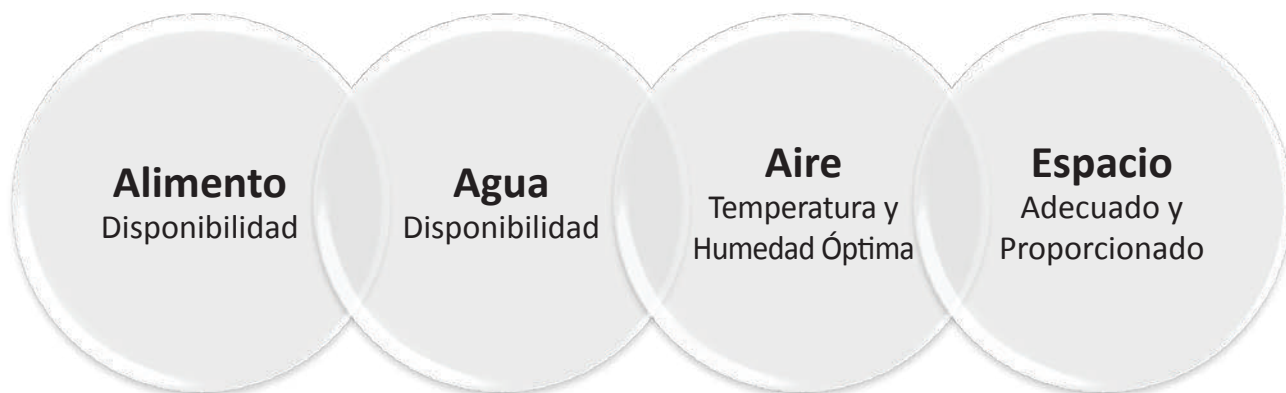 Alimento
Disponibilidad
Agua
Disponibilidad
Aire
Temperatura y
Humedad Óptima
Espacio
Adecuado y
Proporcionado